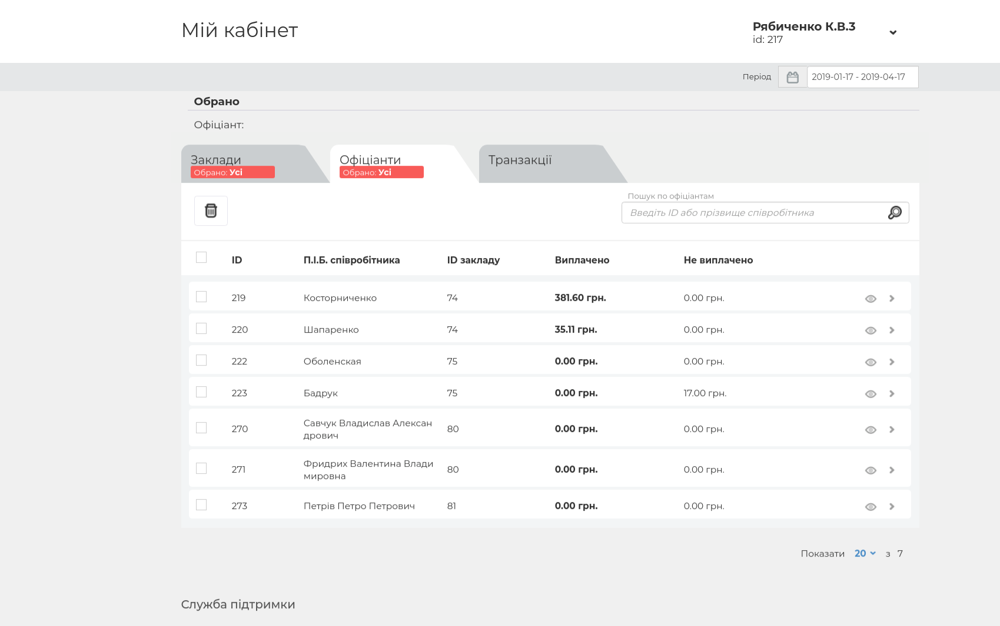 Мій кабінет
Рябиченко К.В.3
id: 217
Період
2019-01-17 - 2019-04-17
Обрано
Офіціант:
Заклади
Обрано: Усі
Офіціанти
Обрано: Усі
Транзакції
Пошук по офіціантам
Введіть ID або прізвище співробітника
ID П.І.Б. співробітника ID закладу Виплачено Не виплачено
219 Косторниченко 74 381.60 грн. 0.00 грн.
220 Шапаренко 74 35.11 грн. 0.00 грн.
222 Оболенская 75 0.00 грн. 0.00 грн.
223 Бадрук 75 0.00 грн. 17.00 грн.
270 Савчук Владислав Алексан 80 0.00 грн. 0.00 грн.
дрович
271 Фридрих Валентина Влади 80 0.00 грн. 0.00 грн.
мировна
273 Петрів Петро Петрович 81 0.00 грн. 0.00 грн.
Показати 20 з 7
Служба підтримки